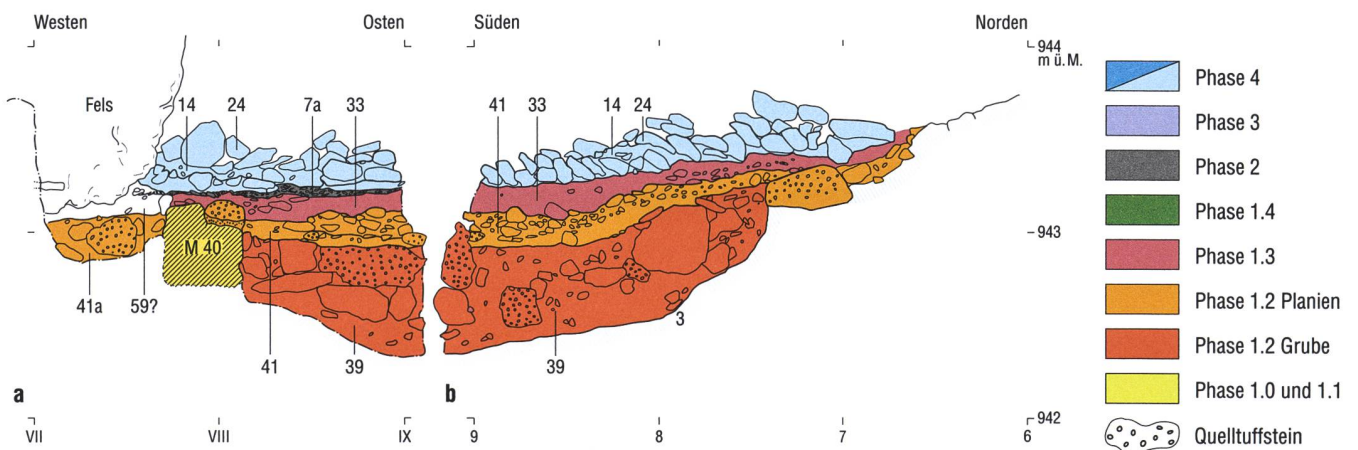 Westen Osten Süden Norden
944
m ü. M.
Fels 14 24 7a 33 41 33 14 24
M 40
943
41a 59? 3
41 39 39
a b
942
VII VIII IX 9 8 7 6
Phase 4
Phase 3
Phase 2
Phase 1.4
Phase 1.3
Phase 1.2 Planien
Phase 1.2 Grube
Phase 1.0 und 1.1
Quelltuffstein